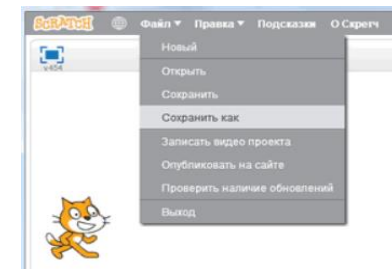 SCRATCH Файл Правка Подсказки О Скретч
v454
Новый
Открыть
Сохранить
Сохранить как
Записать видео проекта
Опубликовать на сайте
Проверить наличие обновлений
Выход